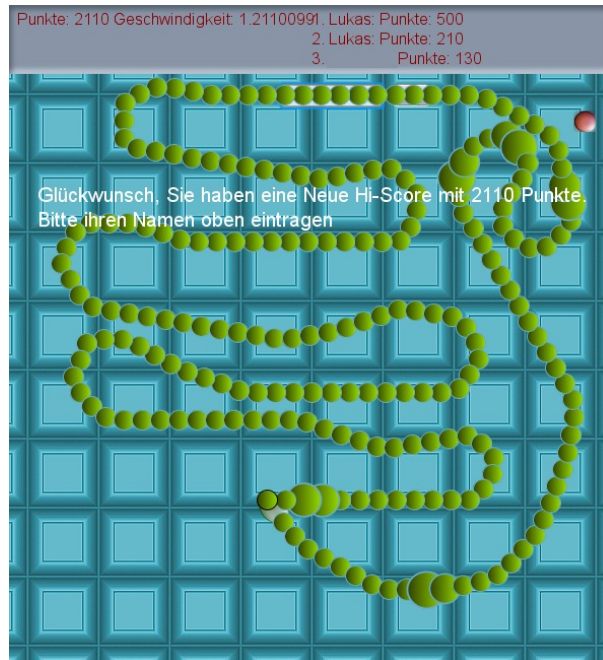 Punkte: 2110 Geschwindigkeit: 1.2110099
1. Lukas: Punkte: 500
2. Lukas: Punkte: 210
3. Punkte: 130
Glückwunsch, Sie haben eine Neue Hi-Score mit 2110 Punkte.
Bitte ihren Namen oben eintragen